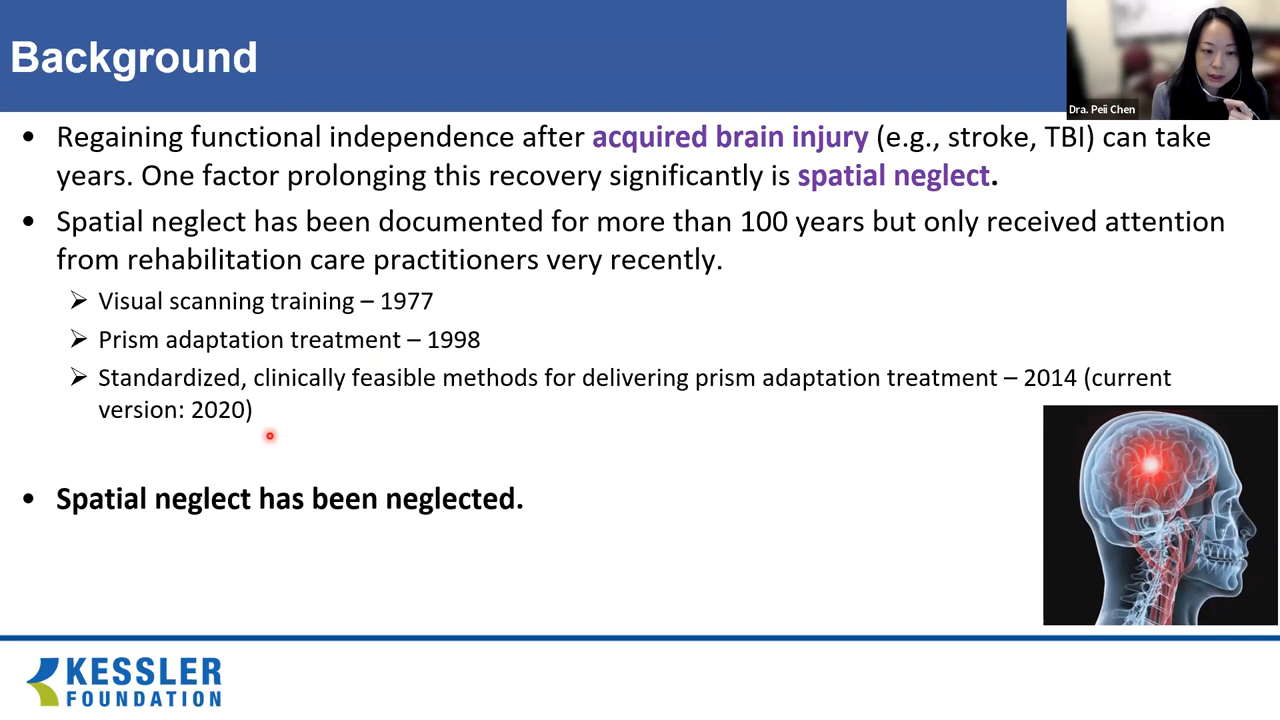 Background
Dra. Peii Chen
• Regaining functional independence after acquired brain injury (e.g., stroke, TBI) can take
years. One factor prolonging this recovery significantly is spatial neglect.
• Spatial neglect has been documented for more than 100 years but only received attention
from rehabilitation care practitioners very recently.
➢ Visual scanning training – 1977
➢ Prism adaptation treatment – 1998
➢ Standardized, clinically feasible methods for delivering prism adaptation treatment – 2014 (current
version: 2020)
• Spatial neglect has been neglected.
KESSLER
FOUNDATION